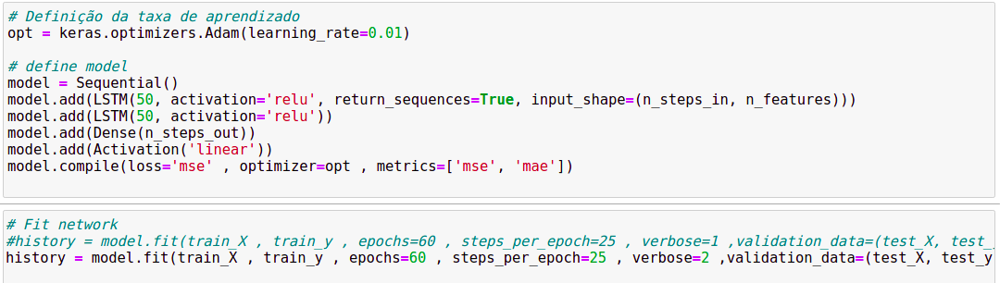 # Definição da taxa de aprendizado
opt = keras.optimizers.Adam(learning_rate=0.01)
# define model
model = Sequential()
model.add(LSTM(50, activation='relu', return_sequences=True, input_shape=(n_steps_in, n_features)))
model.add(LSTM(50, activation='relu'))
model.add(Dense(n_steps_out))
model.add(Activation('linear'))
model.compile(loss='mse' , optimizer=opt , metrics=['mse', 'mae'])
# Fit network
#history = model.fit(train_X , train_y , epochs=60 , steps_per_epoch=25 , verbose=1 ,validation_data=(test_X, test_
history = model.fit(train_X , train_y , epochs=60 , steps_per_epoch=25 , verbose=2 ,validation_data=(test_X, test_y